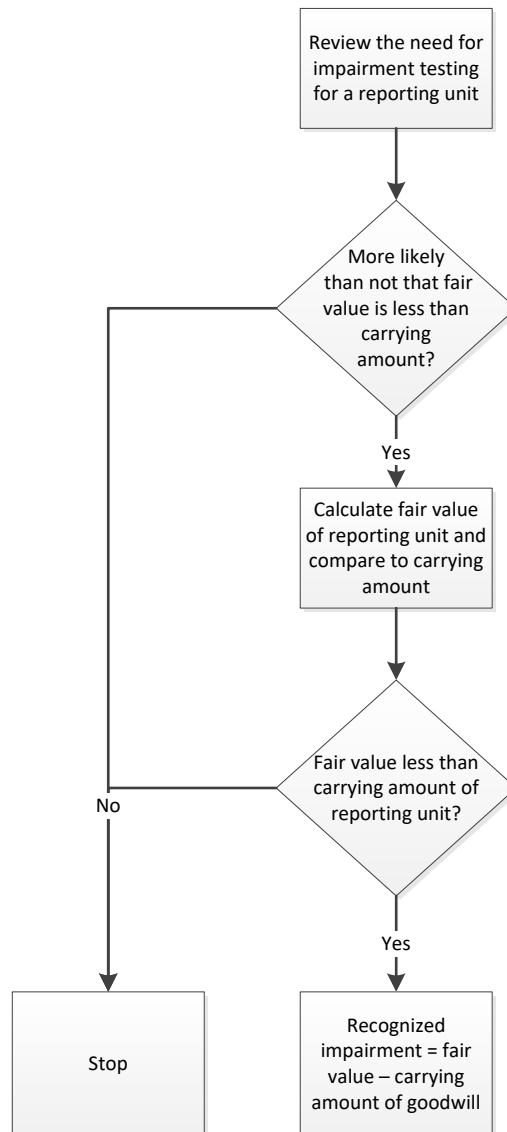 Review the need for
impairment testing
for a reporting unit
More likely
than not that fair
value is less than
carrying
amount?
Yes
Calculate fair value
of reporting unit and
compare to carrying
amount
Fair value less than
carrying amount of
reporting unit?
No
Yes
Stop
Recognized
impairment = fair
value – carrying
amount of goodwill